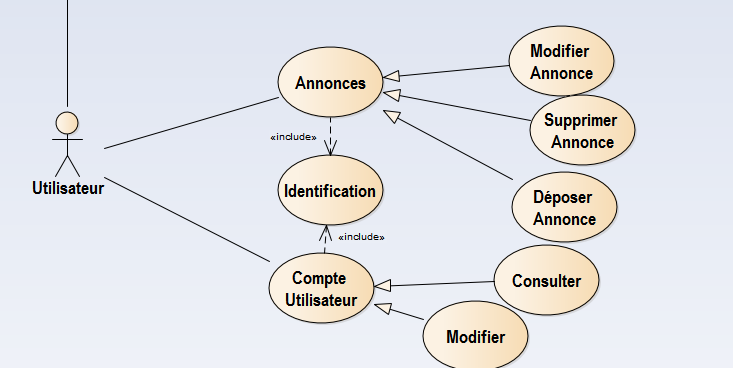 Modifier
Annonce
Annonces
Supprimer
Annonce
«include»
Utilisateur
Identification
Déposer
Annonce
«include»
Compte
Utilisateur
Consulter
Modifier